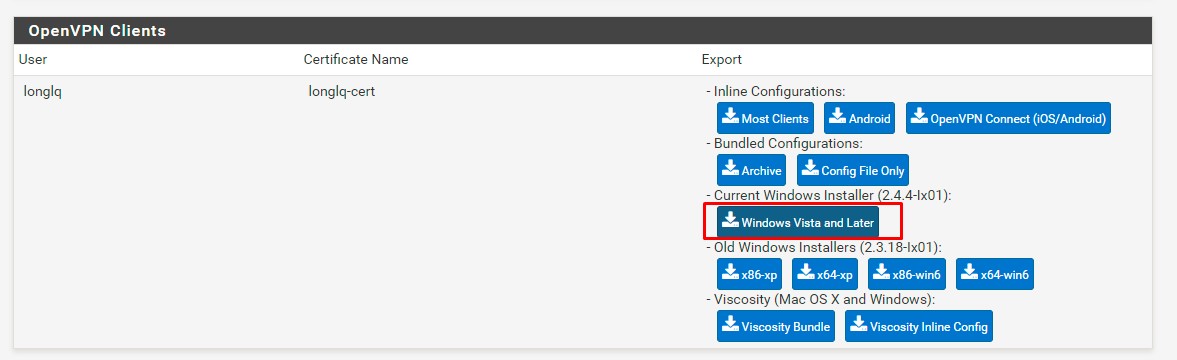 OpenVPN Clients
User Certificate Name Export
longlq longlq-cert - Inline Configurations:
Most Clients Android OpenVPN Connect (iOS/Android)
- Bundled Configurations:
Archive Config File Only
- Current Windows Installer (2.4.4-Ix01):
Windows Vista and Later
- Old Windows Installers (2.3.18-Ix01):
x86-xp x64-xp x86-win6 x64-win6
- Viscosity (Mac OS X and Windows):
Viscosity Bundle Viscosity Inline Config